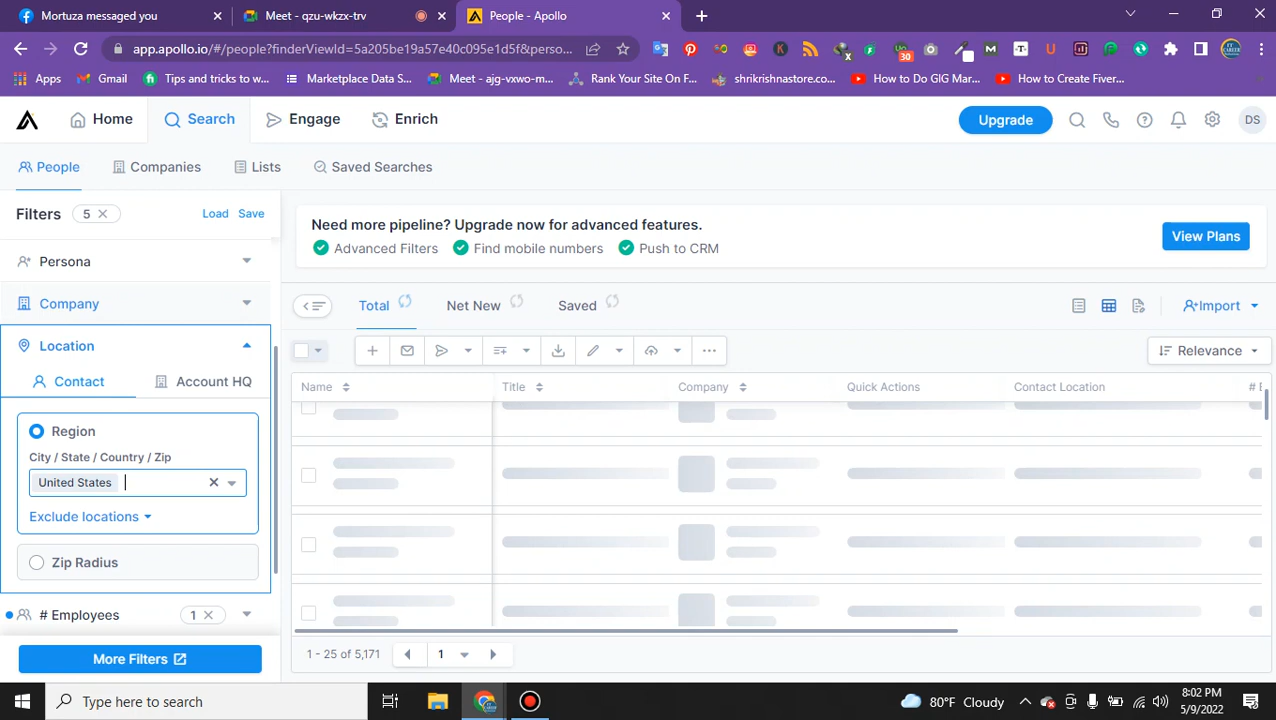 Mortuza messaged you
Meet - qzu-wkzx-trv
People - Apollo
app.apollo.io/#/people?finderViewId=5a205be19a57e40c095e1d5f&perso...
30
Apps
Gmail
Tips and tricks to w...
Marketplace Data S...
Meet - ajg-vxwo-m...
Rank Your Site On F...
shrikrishnastore.co...
How to Do GIG Mar...
How to Create Fiver...
Home
Search
Engage
Enrich
Upgrade
DS
People
Companies
Lists
Saved Searches
Filters
5
Load
Save
Need more pipeline? Upgrade now for advanced features.
Advanced Filters
Find mobile numbers
Push to CRM
View Plans
Persona
Company
Total
Net New
Saved
Import
Location
Relevance
Contact
Account HQ
Name
Title
Company
Quick Actions
Contact Location
Region
City / State / Country / Zip
United States
Exclude locations
Zip Radius
# Employees
1
More Filters
1 - 25 of 5,171
1
Type here to search
80°F Cloudy
8:02 PM
5/9/2022